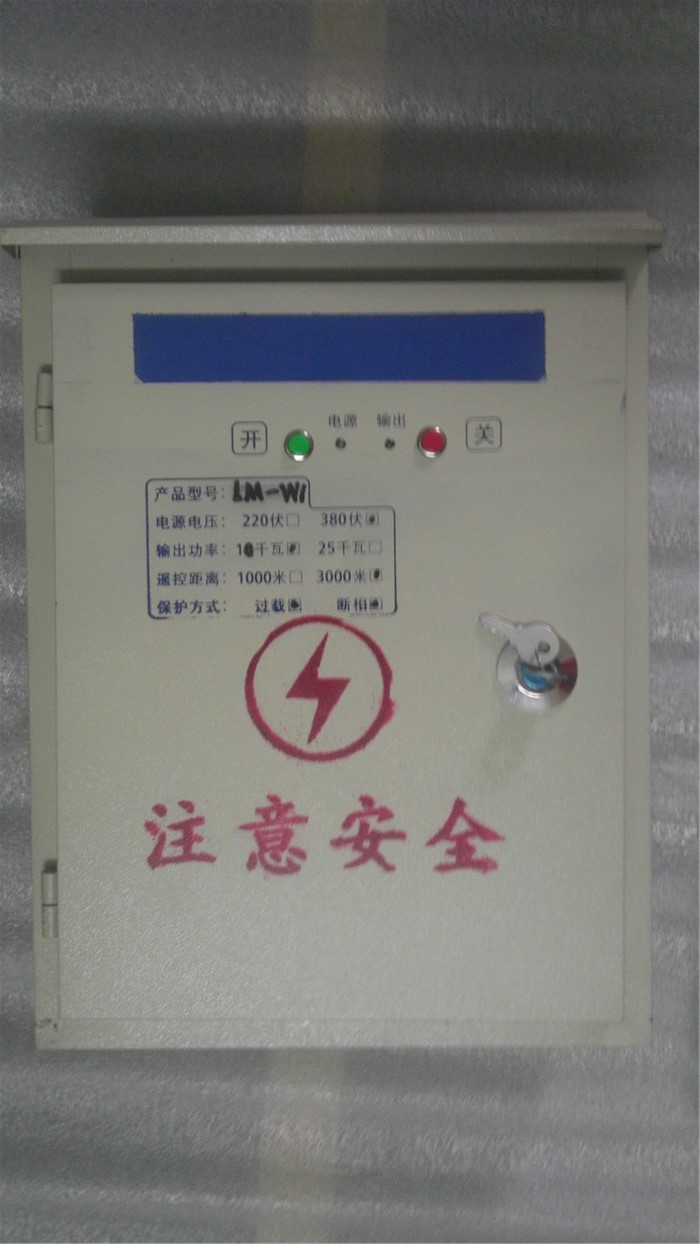 电源 输出
开 关
产品型号: LM-W1
电源电压: 220伏□ 380伏■
输出功率: 10千瓦■ 25千瓦□
遥控距离: 1000米□ 3000米■
保护方式: 过载■ 断相■
注意安全